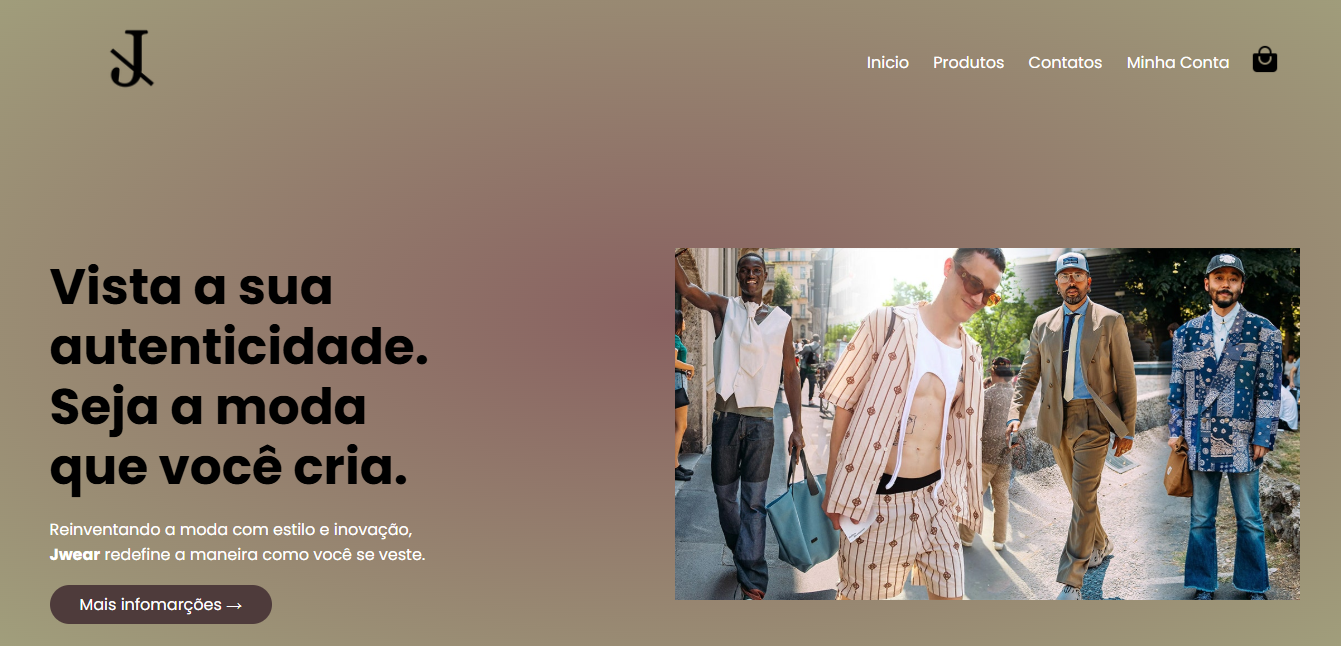 J
Inicio Produtos Contatos Minha Conta
Vista a sua
autenticidade.
Seja a moda
que você cria.
Reinventando a moda com estilo e inovação,
Jwear redefine a maneira como você se veste.
Mais infomarções →